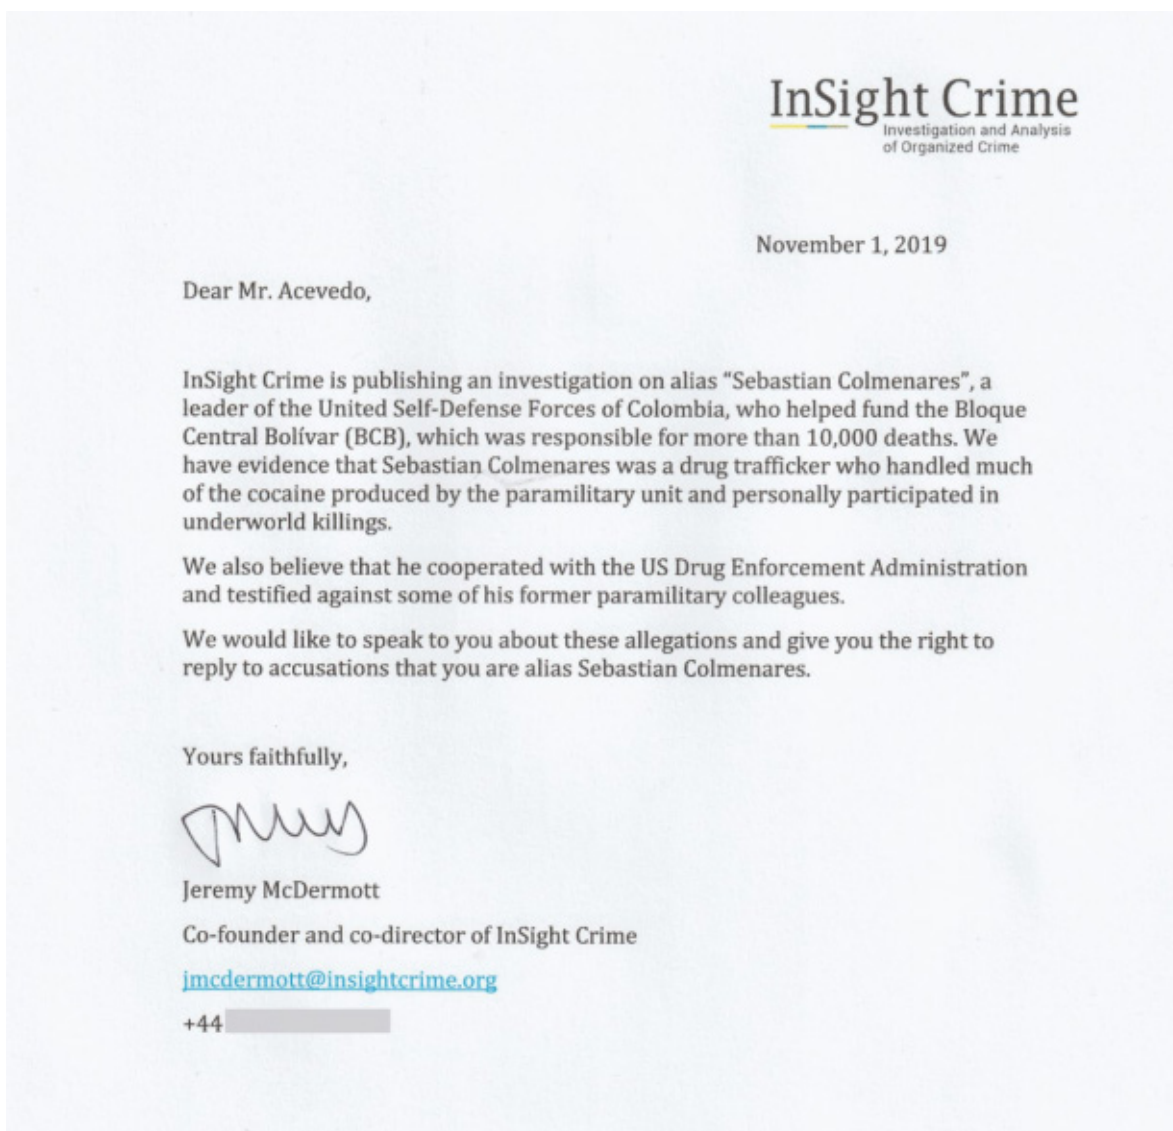 InSight Crime
Investigation and Analysis
of Organized Crime
November 1, 2019
Dear Mr. Acevedo,
InSight Crime is publishing an investigation on alias “Sebastian Colmenares”, a
leader of the United Self-Defense Forces of Colombia, who helped fund the Bloque
Central Bolívar (BCB), which was responsible for more than 10,000 deaths. We
have evidence that Sebastian Colmenares was a drug trafficker who handled much
of the cocaine produced by the paramilitary unit and personally participated in
underworld killings.
We also believe that he cooperated with the US Drug Enforcement Administration
and testified against some of his former paramilitary colleagues.
We would like to speak to you about these allegations and give you the right to
reply to accusations that you are alias Sebastian Colmenares.
Yours faithfully,
Jeremy McDermott
Co-founder and co-director of InSight Crime
jmcdermott@insightcrime.org
+44